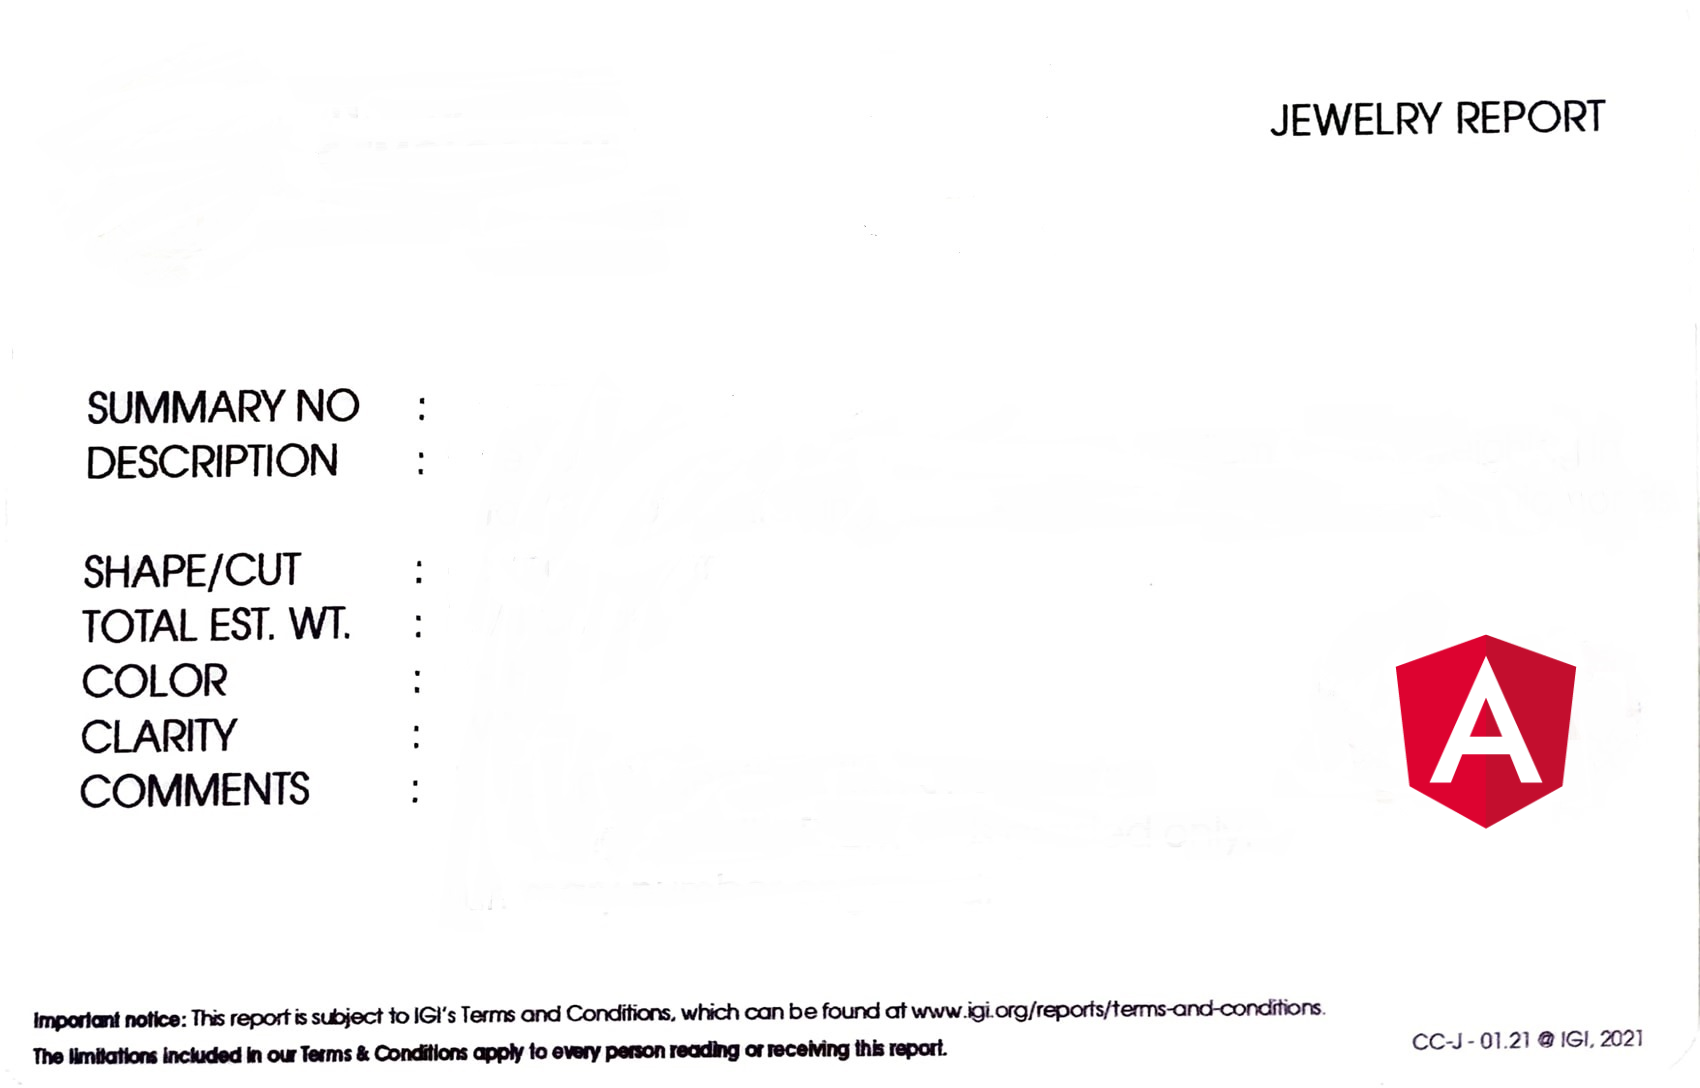 JEWELRY REPORT
SUMMARY NO :
DESCRIPTION :
SHAPE/CUT :
TOTAL EST. WT. :
COLOR :
CLARITY :
COMMENTS :
A
Important notice: This report is subject to IGI's Terms and Conditions, which can be found at www.igi.org/reports/terms-and-conditions.
The limitations included in our Terms & Conditions apply to every person reading or receiving this report.
CC-J - 01.21 @ IGI, 2021